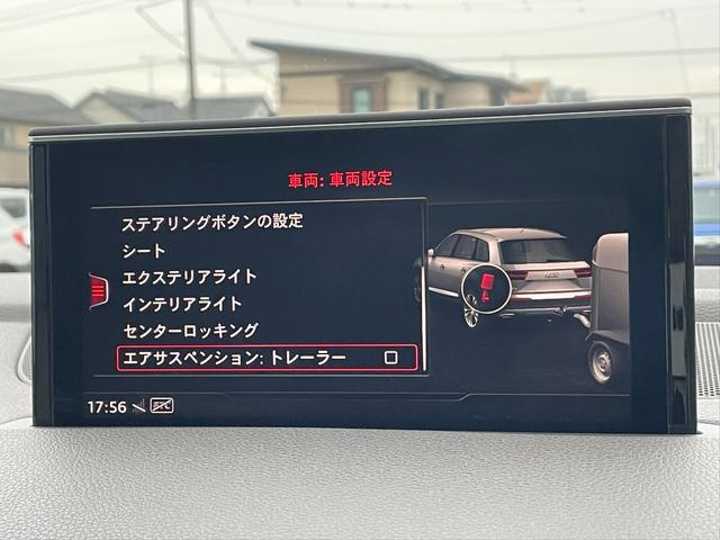 車両: 車両設定
ステアリングボタンの設定
シート
エクステリアライト
インテリアライト
センターロッキング
エアサスペンション: トレーラー
17:56 ETC